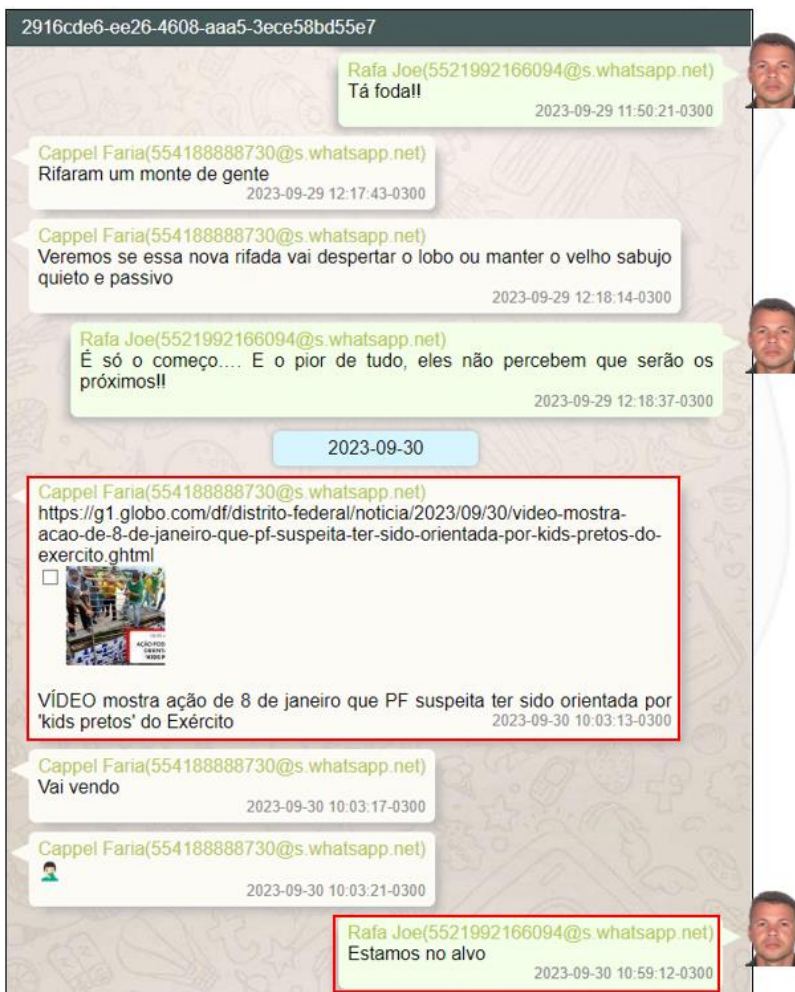 2916cde6-ee26-4608-aaa5-3ece58bd55e7
Rafa Joe(5521992166094@s.whatsapp.net)
Tá foda!!
2023-09-29 11:50:21-0300
Cappel Faria(554188888730@s.whatsapp.net)
Rifaram um monte de gente
2023-09-29 12:17:43-0300
Cappel Faria(554188888730@s.whatsapp.net)
Veremos se essa nova rifada vai despertar o lobo ou manter o velho sabujo
quieto e passivo
2023-09-29 12:18:14-0300
Rafa Joe(5521992166094@s.whatsapp.net)
É só o começo.... E o pior de tudo, eles não percebem que serão os
próximos!!
2023-09-29 12:18:37-0300
2023-09-30
Cappel Faria(554188888730@s.whatsapp.net)
https://g1.globo.com/df/distrito-federal/noticia/2023/09/30/video-mostra-
acao-de-8-de-janeiro-que-pf-suspeita-ter-sido-orientada-por-kids-pretos-do-
exercito.ghtml
VÍDEO mostra ação de 8 de janeiro que PF suspeita ter sido orientada por
'kids pretos' do Exército
2023-09-30 10:03:13-0300
Cappel Faria(554188888730@s.whatsapp.net)
Vai vendo
2023-09-30 10:03:17-0300
Cappel Faria(554188888730@s.whatsapp.net)
🤦🏻‍♂️
2023-09-30 10:03:21-0300
Rafa Joe(5521992166094@s.whatsapp.net)
Estamos no alvo
2023-09-30 10:59:12-0300